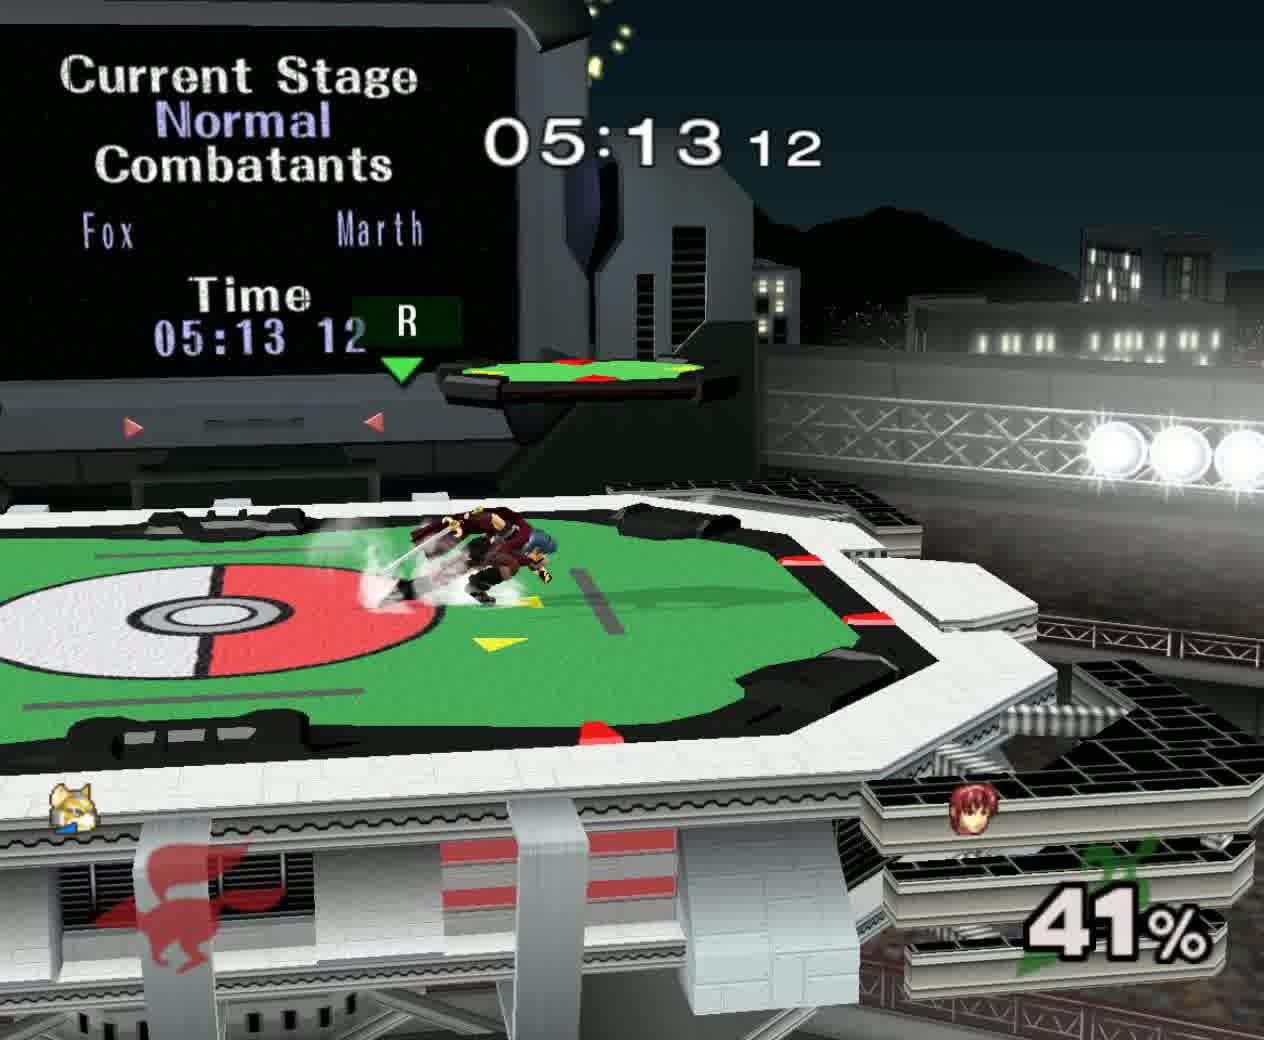 Current Stage
Normal
Combatants
Fox Marth
Time
05:13 12
05:13 12
R
41%